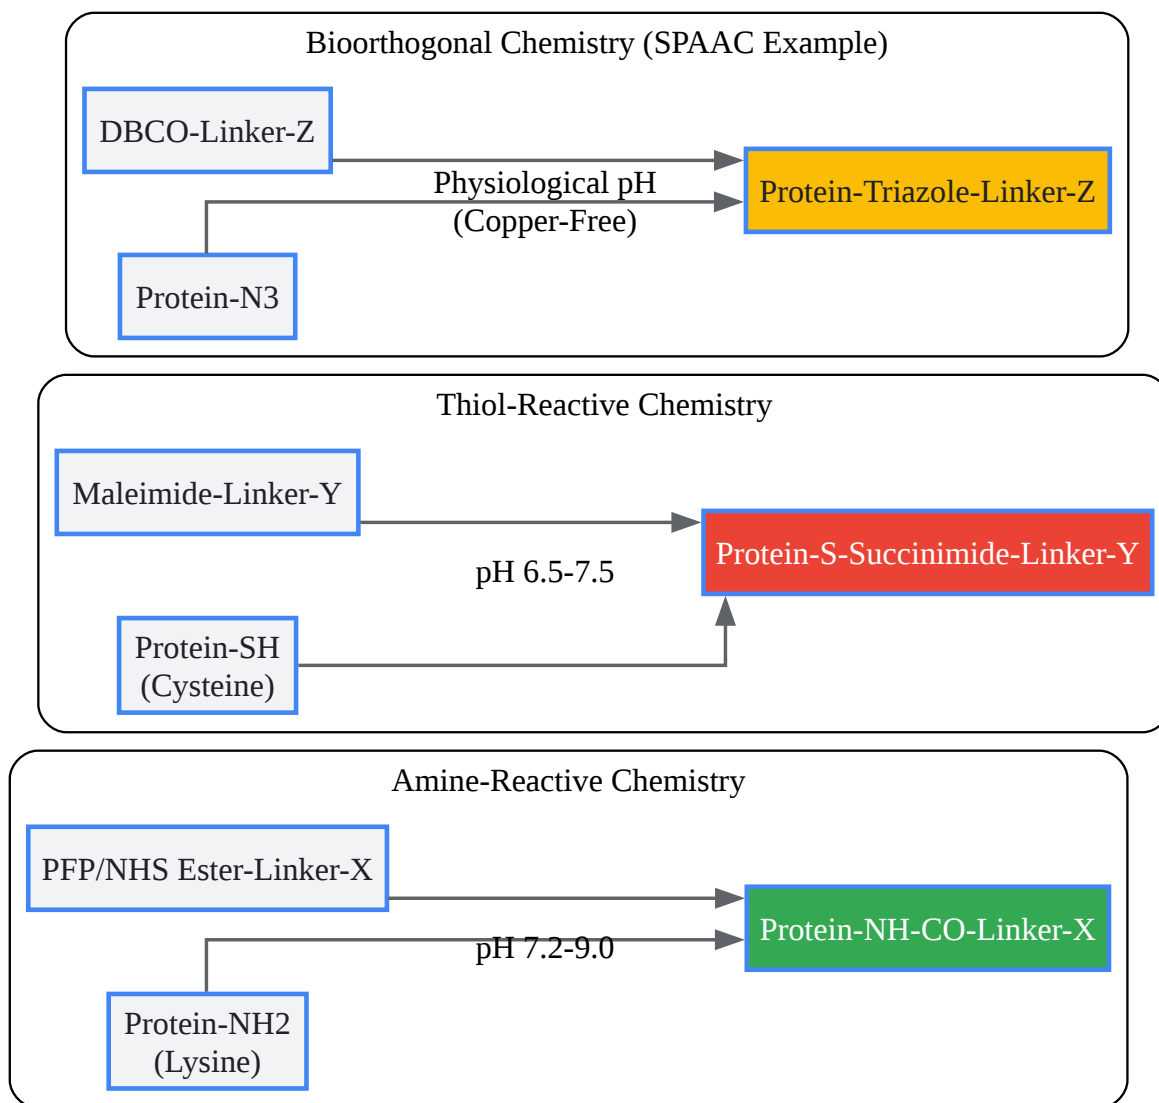 Bioorthogonal Chemistry (SPAAC Example)
DBCO-Linker-Z
Physiological pH
(Copper-Free)
Protein-Triazole-Linker-Z
Protein-N3
Thiol-Reactive Chemistry
Maleimide-Linker-Y
pH 6.5-7.5
Protein-S-Succinimide-Linker-Y
Protein-SH
(Cysteine)
Amine-Reactive Chemistry
PFP/NHS Ester-Linker-X
pH 7.2-9.0
Protein-NH-CO-Linker-X
Protein-NH2
(Lysine)